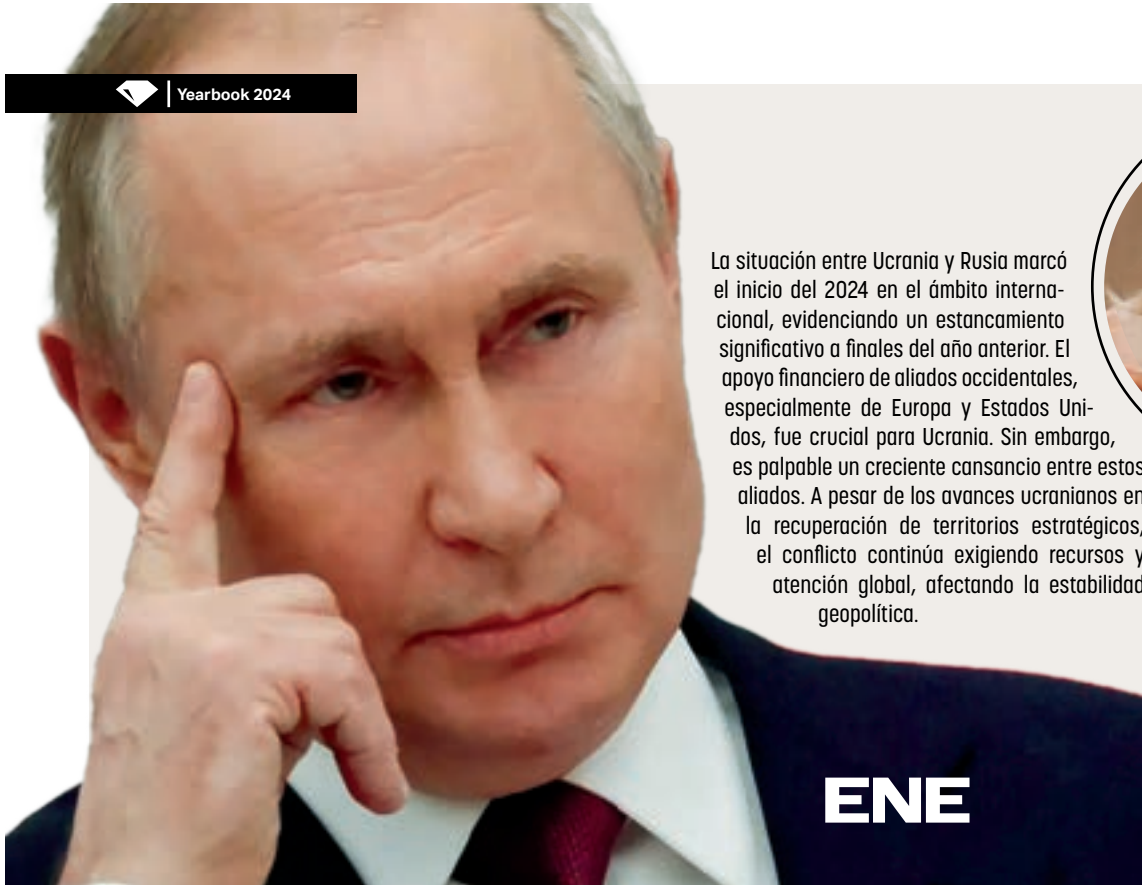 Yearbook 2024
La situación entre Ucrania y Rusia marcó
el inicio del 2024 en el ámbito interna-
cional, evidenciando un estancamiento
significativo a finales del año anterior. El
apoyo financiero de aliados occidentales,
especialmente de Europa y Estados Uni-
dos, fue crucial para Ucrania. Sin embargo,
es palpable un creciente cansancio entre estos
aliados. A pesar de los avances ucranianos en
la recuperación de territorios estratégicos,
el conflicto continúa exigiendo recursos y
atención global, afectando la estabilidad
geopolítica.
ENE